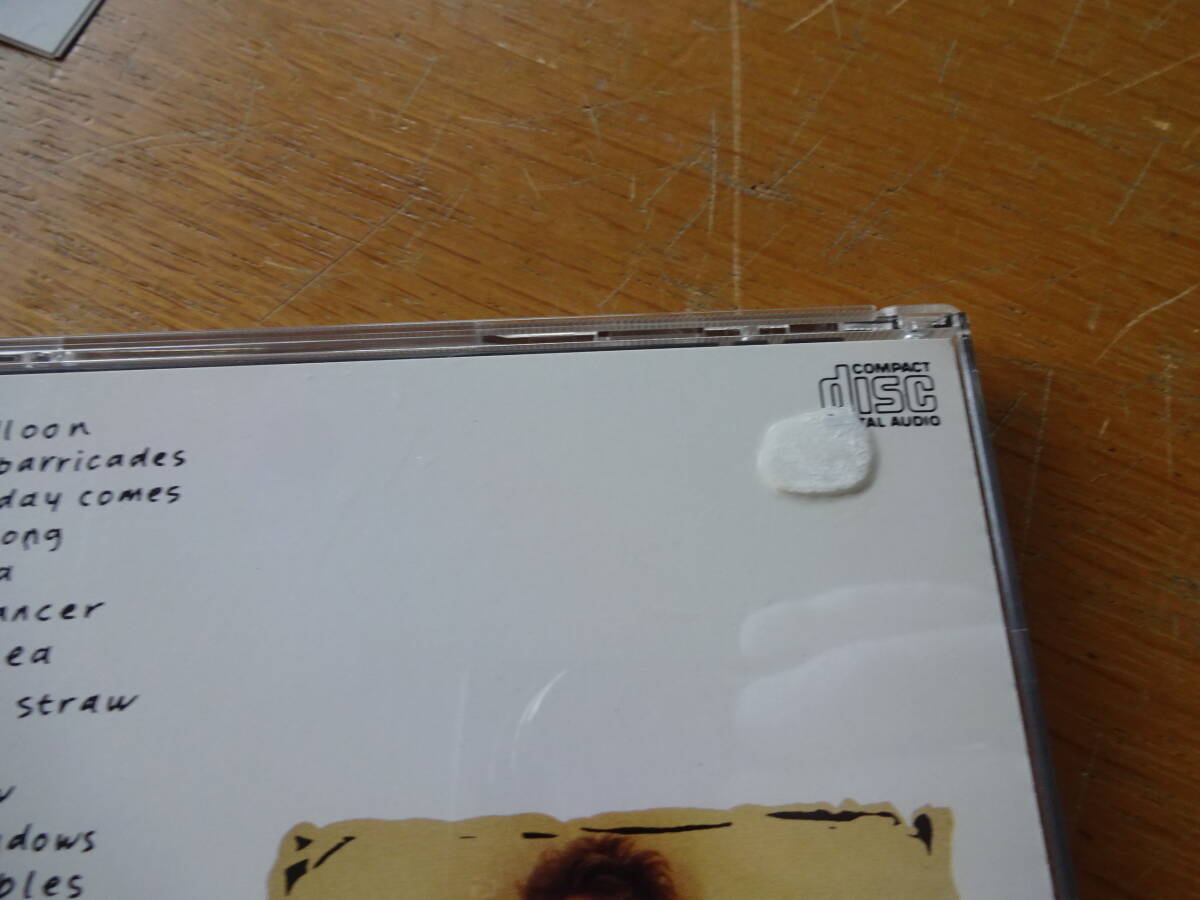 COMPACT
disc
TAL AUDIO
lloon
barricades
day comes
ong
a
ancer
ea
straw
dows
bles